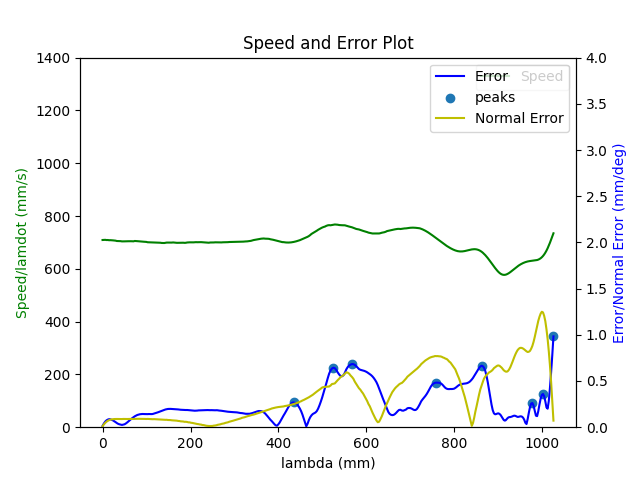 Speed and Error Plot
1400
1200
1000
800
600
400
200
0
Speed/lamdot (mm/s)
4.0
3.5
3.0
2.5
2.0
1.5
1.0
0.5
0.0
Error/Normal Error (mm/deg)
Error
Speed
peaks
Normal Error
0
200
400
600
800
1000
lambda (mm)